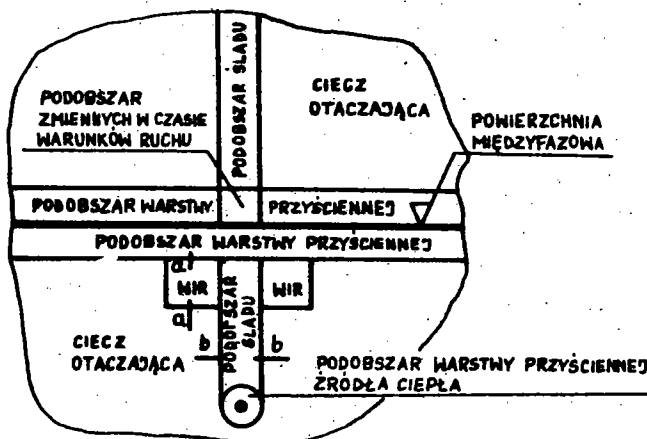 PODOBSZAR ŚLADU
CIECZ
OTACZAJĄCA
PODOBSZAR
ZMIENNYCH W CZASIE
WARUNKÓW RUCHU
POWIERZCHNIA
MIĘDZYFAZOWA
PODOBSZAR WARSTWY PRZYŚCIENNEJ
PODOBSZAR WARSTWY PRZYŚCIENNEJ
a
WIR
WIR
a
PODOBSZAR
ŚLADU
CIECZ
OTACZAJĄCA
b
b
PODOBSZAR WARSTWY PRZYŚCIENNEJ
ŹRÓDŁA CIEPŁA